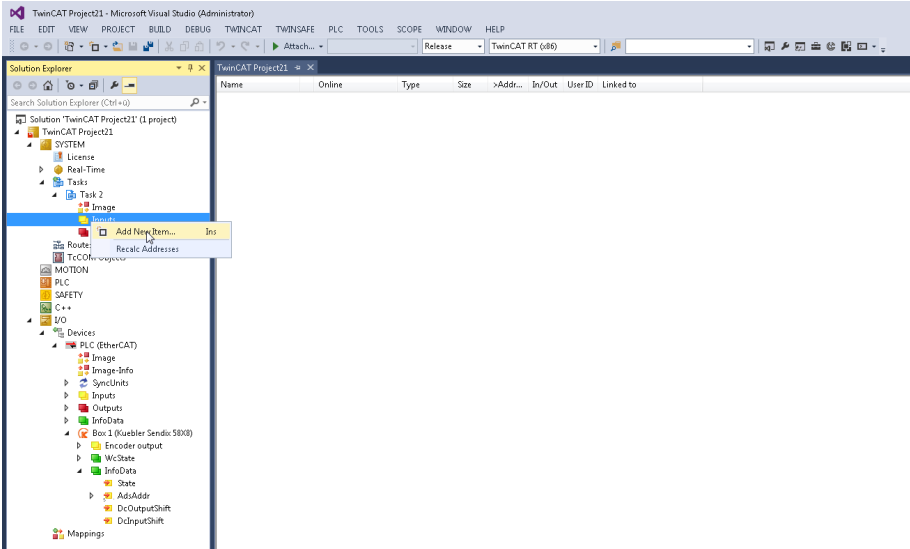 TwinCAT Project21 - Microsoft Visual Studio (Administrator)
FILE EDIT VIEW PROJECT BUILD DEBUG TWINCAT TWINSAFE PLC TOOLS SCOPE WINDOW HELP
Attach... Release TwinCAT RT (x86)
Solution Explorer
TwinCAT Project21
Name Online Type Size >Addr... In/Out User ID Linked to
Search Solution Explorer (Ctrl+ü)
Solution 'TwinCAT Project21' (1 project)
TwinCAT Project21
SYSTEM
License
Real-Time
Tasks
Task 2
Image
Inputs
Add New Item... Ins
Recalc Addresses
Routes
TcCOM Objects
MOTION
PLC
SAFETY
C++
I/O
Devices
PLC (EtherCAT)
Image
Image-Info
SyncUnits
Inputs
Outputs
InfoData
Box 1 (Kuebler Sendix 58X8)
Encoder output
WcState
InfoData
State
AdsAddr
DcOutputShift
DcInputShift
Mappings